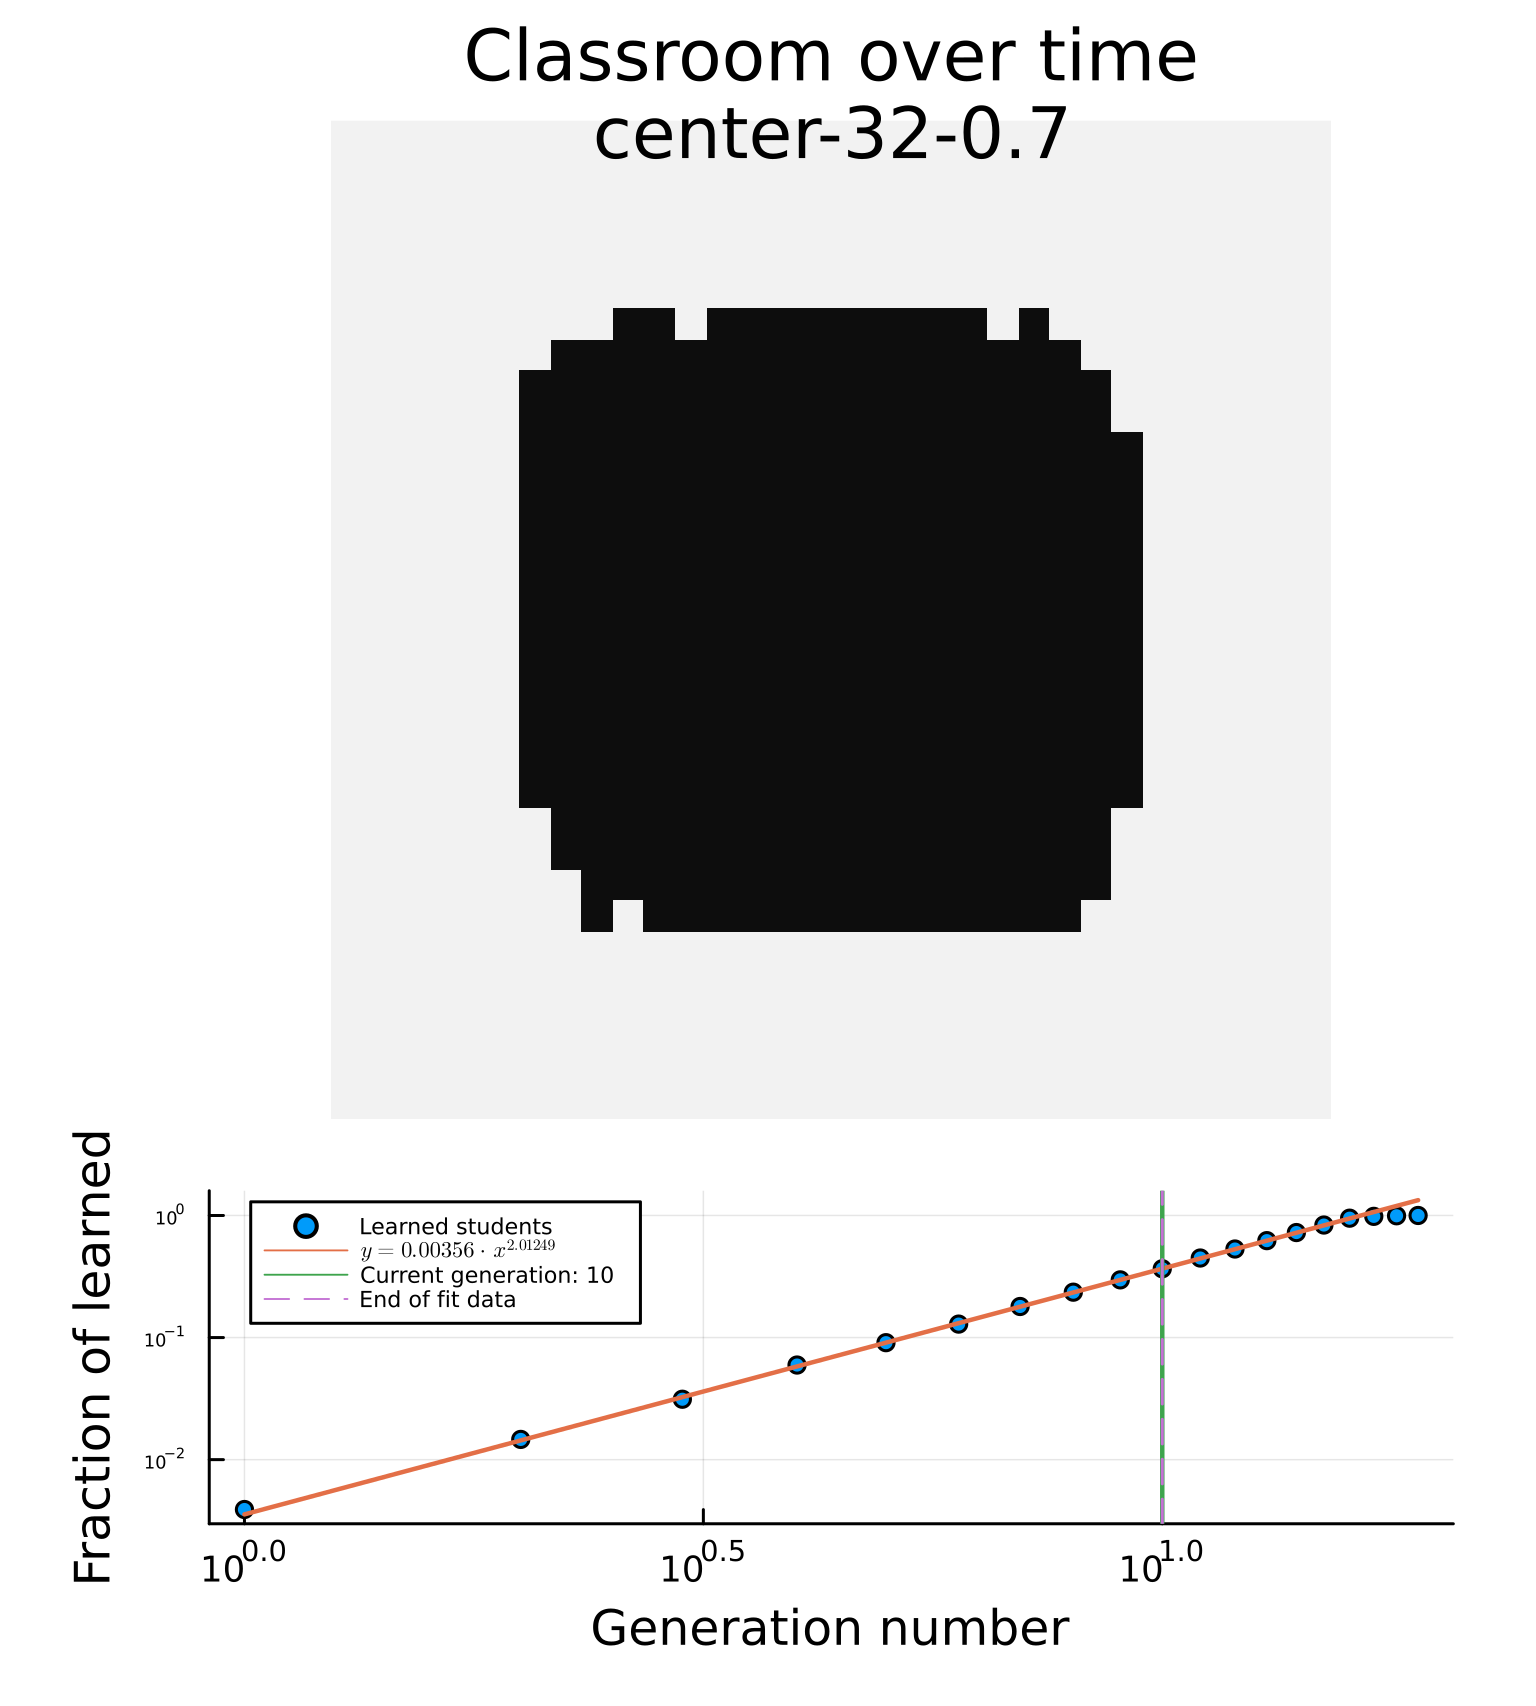 Classroom over time
center-32-0.7
Fraction of learned
10⁰
10⁻¹
10⁻²
Learned students
y = 0.00356 · x^2.01249
Current generation: 10
End of fit data
10^0.0 10^0.5 10^1.0
Generation number